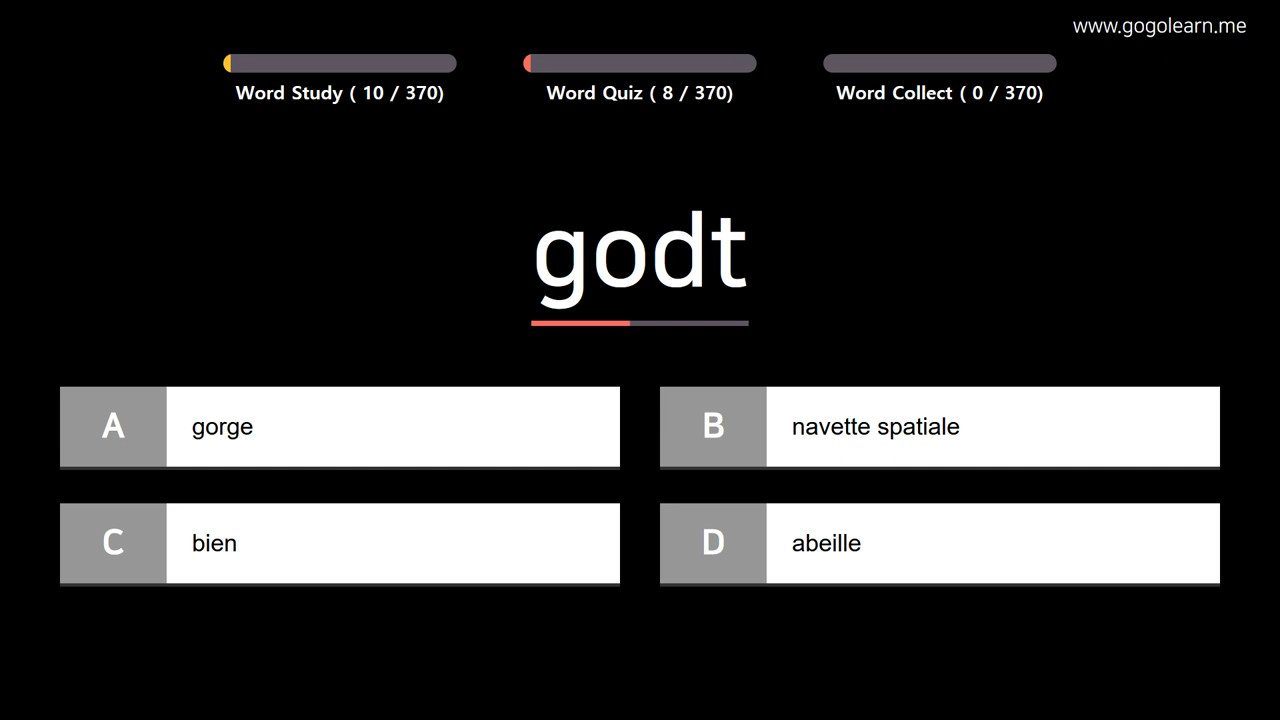 www.gogolearn.me
Word Study ( 10 / 370)
Word Quiz ( 8 / 370)
Word Collect ( 0 / 370)
godt
A gorge
B navette spatiale
C bien
D abeille